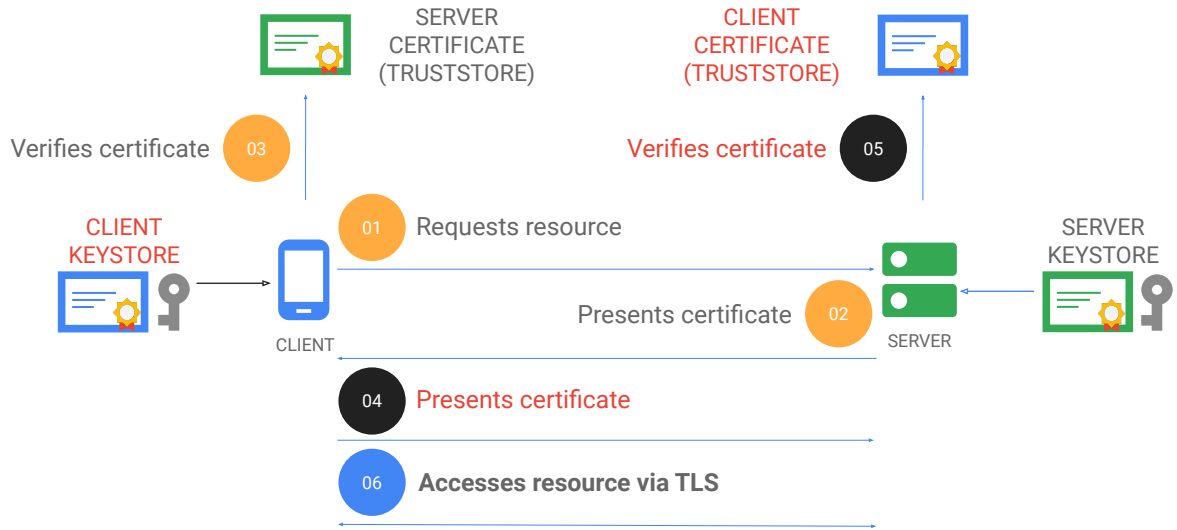 SERVER
CERTIFICATE
(TRUSTSTORE)
CLIENT
CERTIFICATE
(TRUSTSTORE)
Verifies certificate
03
Verifies certificate
05
01
Requests resource
CLIENT
KEYSTORE
SERVER
KEYSTORE
Presents certificate
02
CLIENT
SERVER
04
Presents certificate
06
Accesses resource via TLS